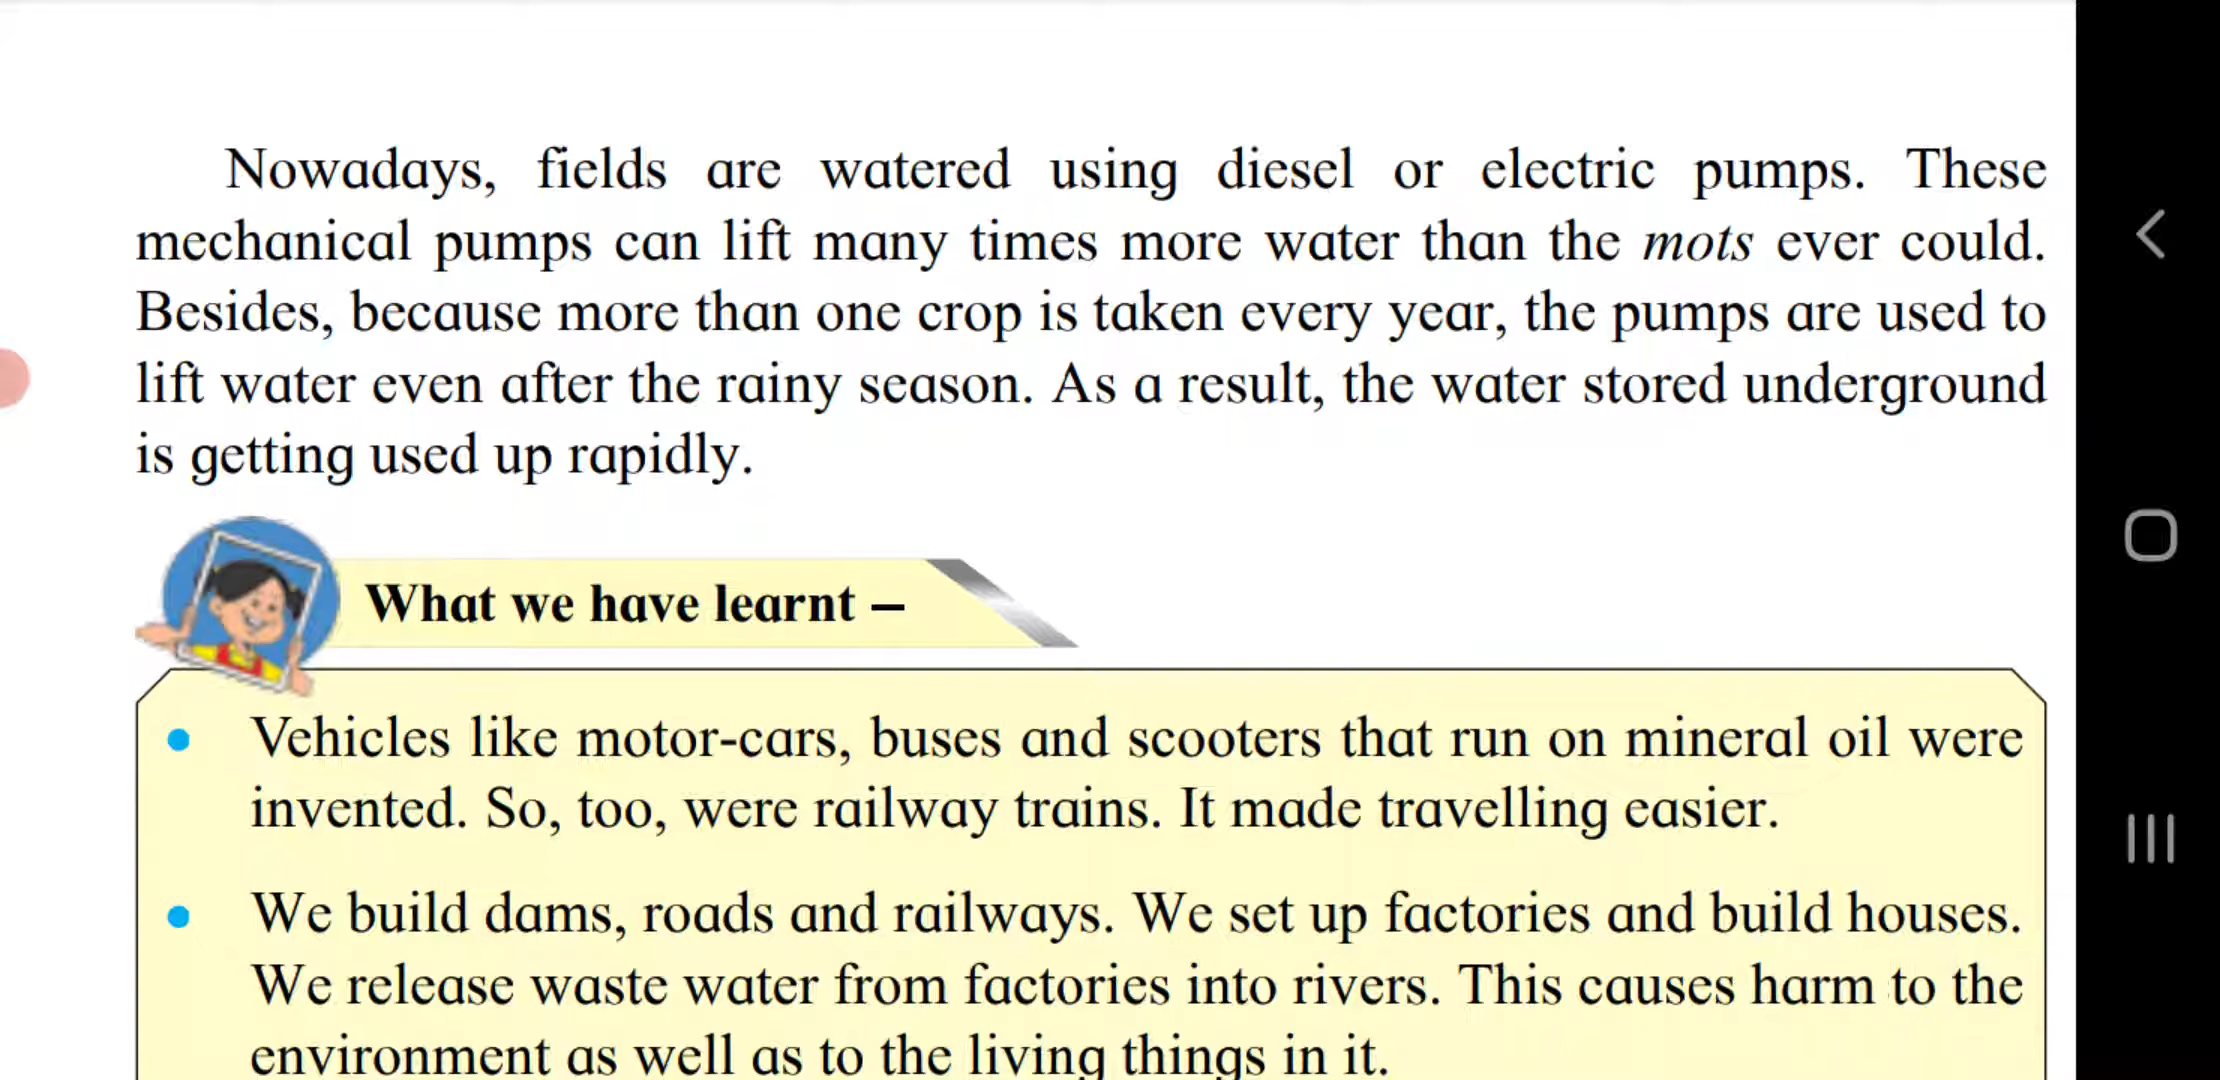 Nowadays, fields are watered using diesel or electric pumps. These
mechanical pumps can lift many times more water than the mots ever could.
Besides, because more than one crop is taken every year, the pumps are used to
lift water even after the rainy season. As a result, the water stored underground
is getting used up rapidly.
What we have learnt –
• Vehicles like motor-cars, buses and scooters that run on mineral oil were
invented. So, too, were railway trains. It made travelling easier.
• We build dams, roads and railways. We set up factories and build houses.
We release waste water from factories into rivers. This causes harm to the
environment as well as to the living things in it.